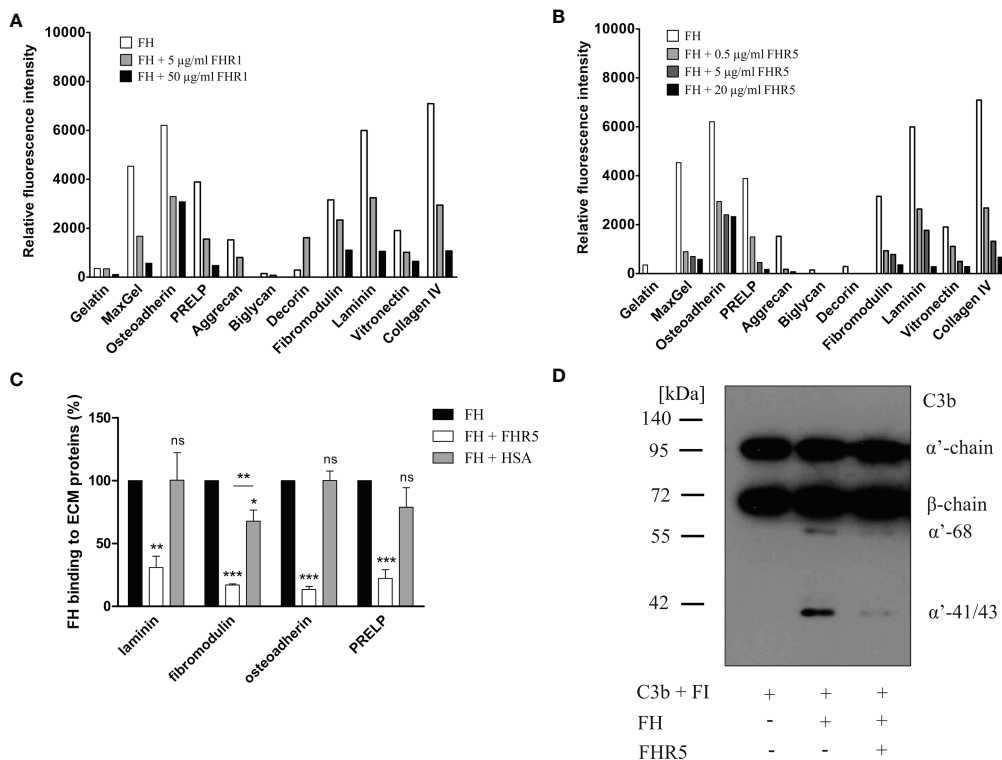 A
Relative fluorescence intensity
10000
8000
6000
4000
2000
0
FH
FH + 5 µg/ml FHR1
FH + 50 µg/ml FHR1
Gelatin
MaxGel
Osteoadherin
PRELP
Aggrecan
Biglycan
Decorin
Fibromodulin
Laminin
Vitronectin
Collagen IV
B
Relative fluorescence intensity
10000
8000
6000
4000
2000
0
FH
FH + 0.5 µg/ml FHR5
FH + 5 µg/ml FHR5
FH + 20 µg/ml FHR5
Gelatin
MaxGel
Osteoadherin
PRELP
Aggrecan
Biglycan
Decorin
Fibromodulin
Laminin
Vitronectin
Collagen IV
C
FH binding to ECM proteins (%)
150
100
50
0
FH
FH + FHR5
FH + HSA
** ns
*** ** *
*** ns
*** ns
laminin
fibromodulin
osteoadherin
PRELP
D
[kDa]
140
95
72
55
42
C3b
α’-chain
β-chain
α’-68
α’-41/43
C3b + FI + + +
FH - + +
FHR5 - - +